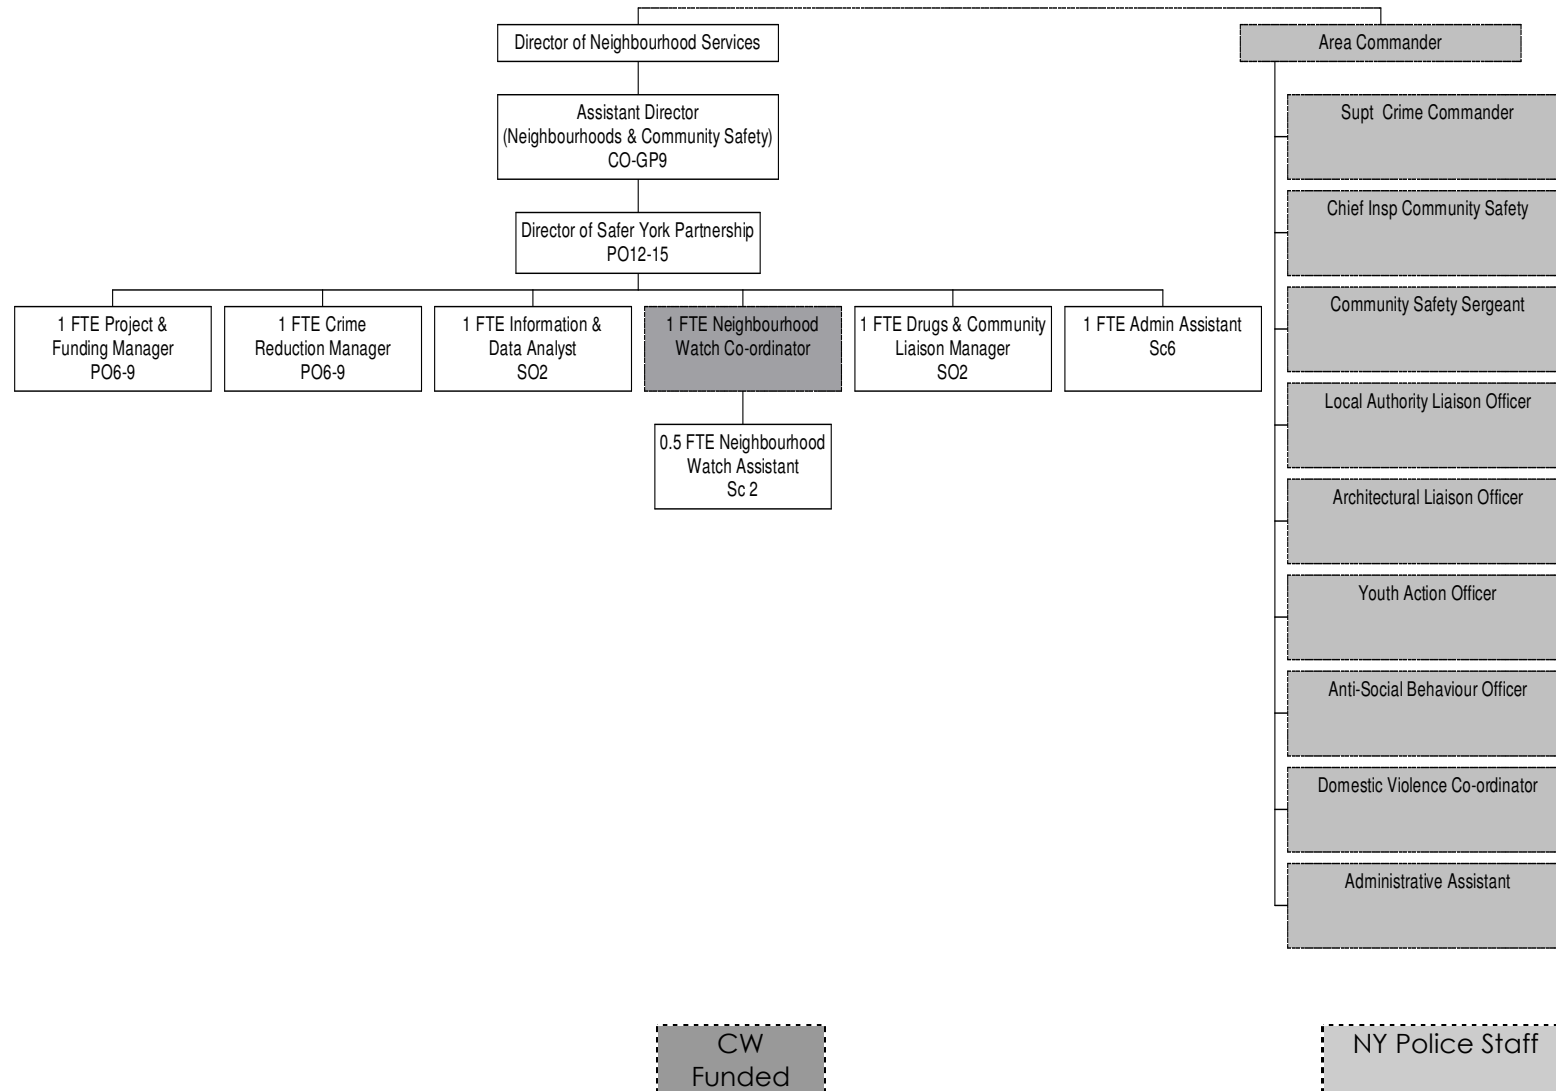 Director of Neighbourhood Services
Area Commander
Assistant Director
(Neighbourhoods & Community Safety)
CO-GP9
Director of Safer York Partnership
PO12-15
1 FTE Project &
Funding Manager
PO6-9
1 FTE Crime
Reduction Manager
PO6-9
1 FTE Information &
Data Analyst
SO2
1 FTE Neighbourhood
Watch Co-ordinator
1 FTE Drugs & Community
Liaison Manager
SO2
1 FTE Admin Assistant
Sc6
0.5 FTE Neighbourhood
Watch Assistant
Sc 2
Supt Crime Commander
Chief Insp Community Safety
Community Safety Sergeant
Local Authority Liaison Officer
Architectural Liaison Officer
Youth Action Officer
Anti-Social Behaviour Officer
Domestic Violence Co-ordinator
Administrative Assistant
CW
Funded
NY Police Staff